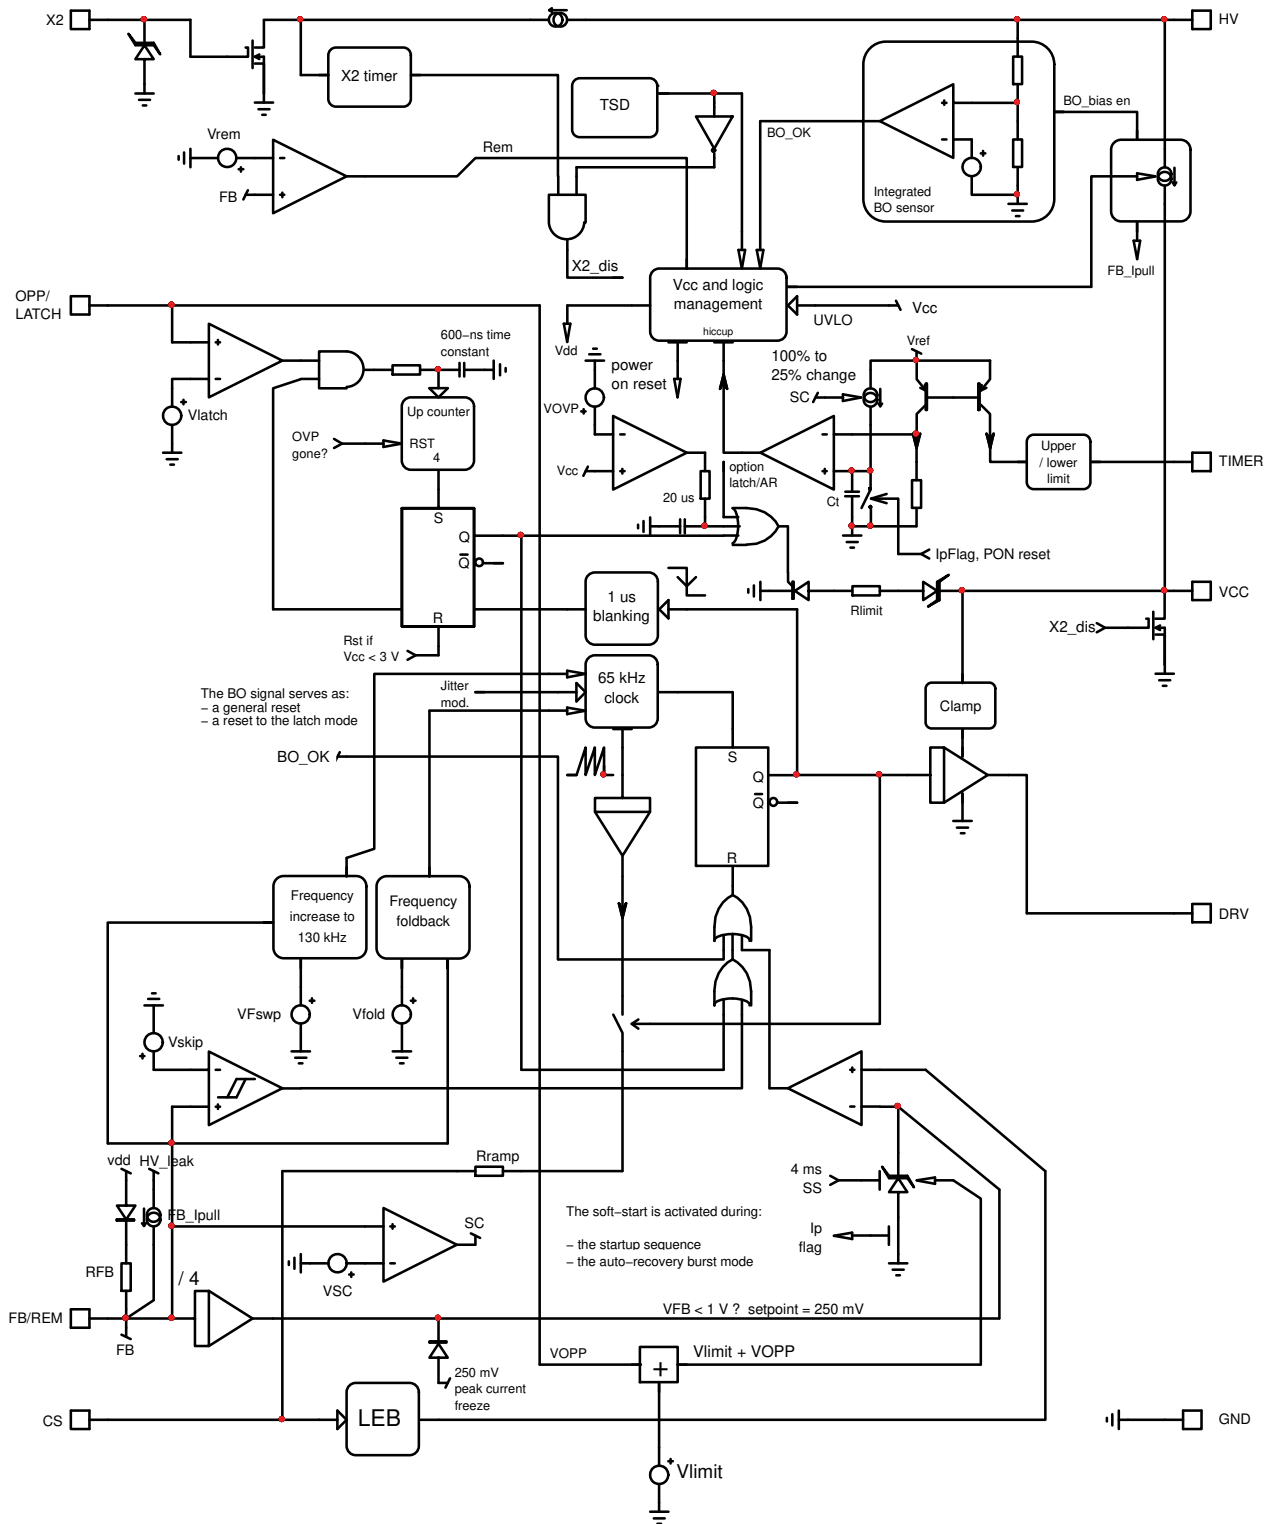 X2
HV
X2 timer
TSD
BO_OK
BO_bias en
Vrem
Rem
FB
Integrated
BO sensor
FB_Ipull
X2_dis
OPP/
LATCH
Vcc and logic
management
hiccup
UVLO
Vcc
Vdd
600−ns time
constant
power
on reset
100% to
25% change
Vref
SC
VOVP
Vlatch
Up counter
RST
4
OVP
gone?
Vcc
option
latch/AR
20 us
Ct
Upper
/ lower
limit
TIMER
S
Q
Q
R
IpFlag, PON reset
1 us
blanking
Rlimit
VCC
X2_dis
Rst if
Vcc < 3 V
65 kHz
clock
Jitter
mod.
The BO signal serves as:
− a general reset
− a reset to the latch mode
Clamp
BO_OK
S
Q
Q
R
Frequency
increase to
130 kHz
Frequency
foldback
DRV
VFswp
Vfold
Vskip
vdd
HV_leak
FB_Ipull
Rramp
4 ms
SS
SC
The soft−start is activated during:
− the startup sequence
− the auto−recovery burst mode
Ip
flag
RFB
/ 4
VSC
FB/REM
FB
VFB < 1 V ? setpoint = 250 mV
VOPP
Vlimit + VOPP
250 mV
peak current
freeze
CS
LEB
GND
Vlimit